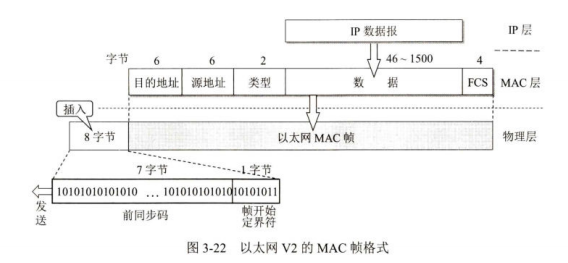 IP 数据报
IP 层
字节
6
6
2
46~1500
4
目的地址
源地址
类型
数 据
FCS
MAC 层
插入
8 字节
以太网 MAC 帧
物理层
7 字节
1 字节
10101010101010 … 10101010101010101011
发送
前同步码
帧开始
定界符
图 3-22 以太网 V2 的 MAC 帧格式